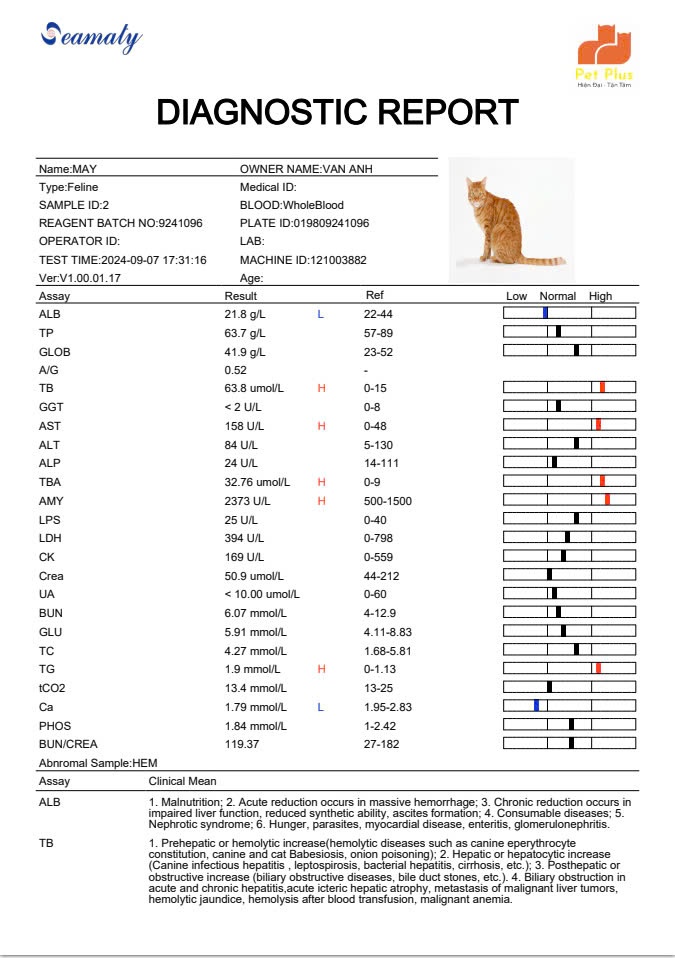 Seamaty
Pet Plus
Hiện Đại - Tận Tâm
DIAGNOSTIC REPORT
Name:MAY OWNER NAME:VAN ANH
Type:Feline Medical ID:
SAMPLE ID:2 BLOOD:WholeBlood
REAGENT BATCH NO:9241096 PLATE ID:019809241096
OPERATOR ID: LAB:
TEST TIME:2024-09-07 17:31:16 MACHINE ID:121003882
Ver:V1.00.01.17 Age:
Assay Result Ref Low Normal High
ALB 21.8 g/L L 22-44
TP 63.7 g/L 57-89
GLOB 41.9 g/L 23-52
A/G 0.52 -
TB 63.8 umol/L H 0-15
GGT < 2 U/L 0-8
AST 158 U/L H 0-48
ALT 84 U/L 5-130
ALP 24 U/L 14-111
TBA 32.76 umol/L H 0-9
AMY 2373 U/L H 500-1500
LPS 25 U/L 0-40
LDH 394 U/L 0-798
CK 169 U/L 0-559
Crea 50.9 umol/L 44-212
UA < 10.00 umol/L 0-60
BUN 6.07 mmol/L 4-12.9
GLU 5.91 mmol/L 4.11-8.83
TC 4.27 mmol/L 1.68-5.81
TG 1.9 mmol/L H 0-1.13
tCO2 13.4 mmol/L 13-25
Ca 1.79 mmol/L L 1.95-2.83
PHOS 1.84 mmol/L 1-2.42
BUN/CREA 119.37 27-182
Abnromal Sample:HEM
Assay Clinical Mean
ALB 1. Malnutrition; 2. Acute reduction occurs in massive hemorrhage; 3. Chronic reduction occurs in
impaired liver function, reduced synthetic ability, ascites formation; 4. Consumable diseases; 5.
Nephrotic syndrome; 6. Hunger, parasites, myocardial disease, enteritis, glomerulonephritis.
TB 1. Prehepatic or hemolytic increase(hemolytic diseases such as canine eperythrocyte
constitution, canine and cat Babesiosis, onion poisoning); 2. Hepatic or hepatocytic increase
(Canine infectious hepatitis , leptospirosis, bacterial hepatitis, cirrhosis, etc.); 3. Posthepatic or
obstructive increase (biliary obstructive diseases, bile duct stones, etc.). 4. Biliary obstruction in
acute and chronic hepatitis,acute icteric hepatic atrophy, metastasis of malignant liver tumors,
hemolytic jaundice, hemolysis after blood transfusion, malignant anemia.